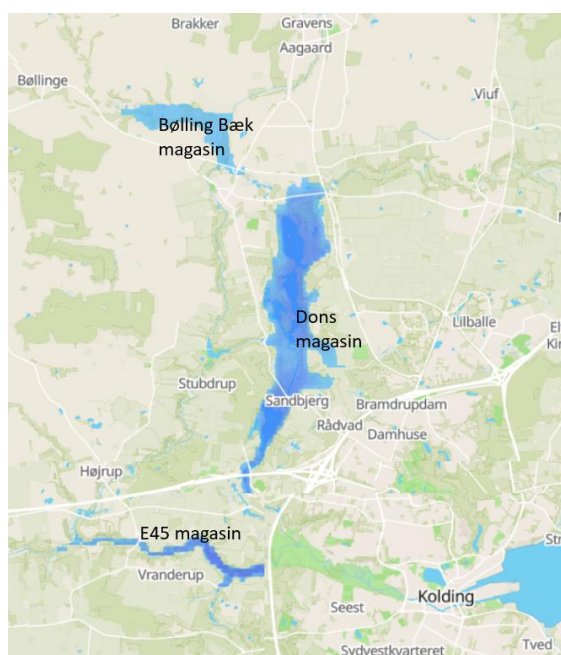 Brakker
Gravens
Aagaard
Bøllinge
Viuf
Bølling Bæk
magasin
Dons
magasin
Lilballe
Stubdrup
Sandbjerg
Bramdrupdam
Rådvad
Damhuse
Højrup
E45 magasin
Vranderup
Kolding
Seest
Sydvestkvarteret
Tved